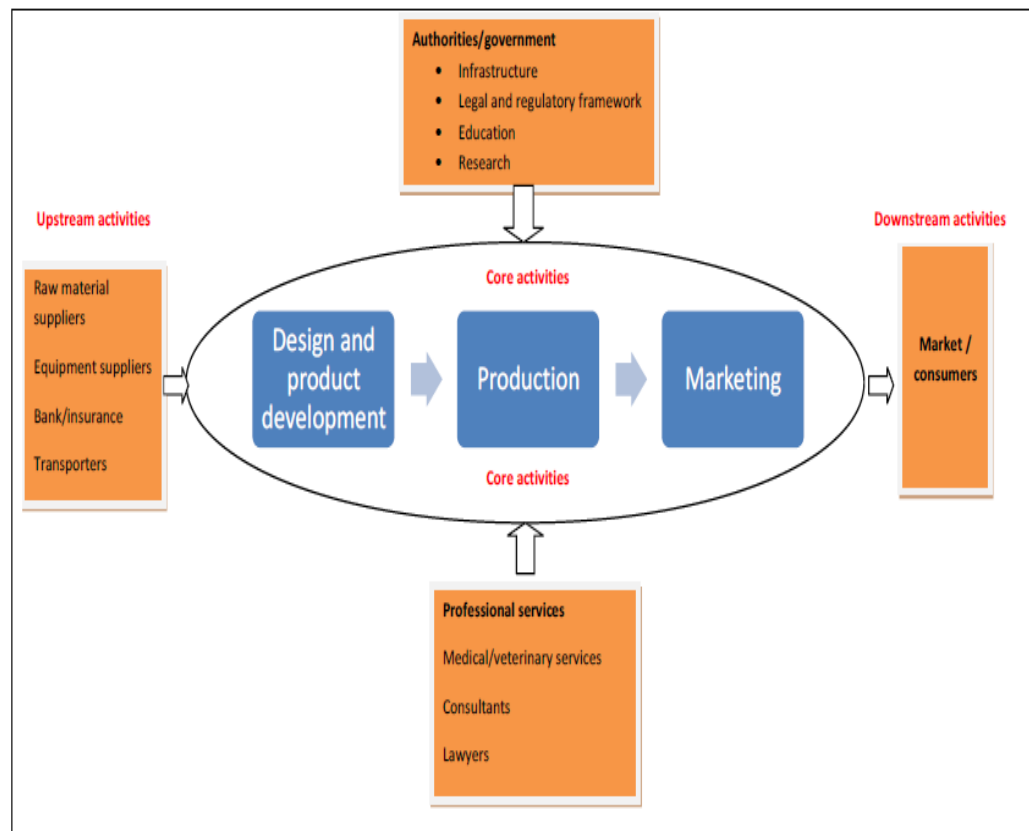 Authorities/government
• Infrastructure
• Legal and regulatory framework
• Education
• Research
Upstream activities
Downstream activities
Raw material
suppliers
Equipment suppliers
Bank/insurance
Transporters
Core activities
Design and
product
development
Production
Marketing
Core activities
Market /
consumers
Professional services
Medical/veterinary services
Consultants
Lawyers